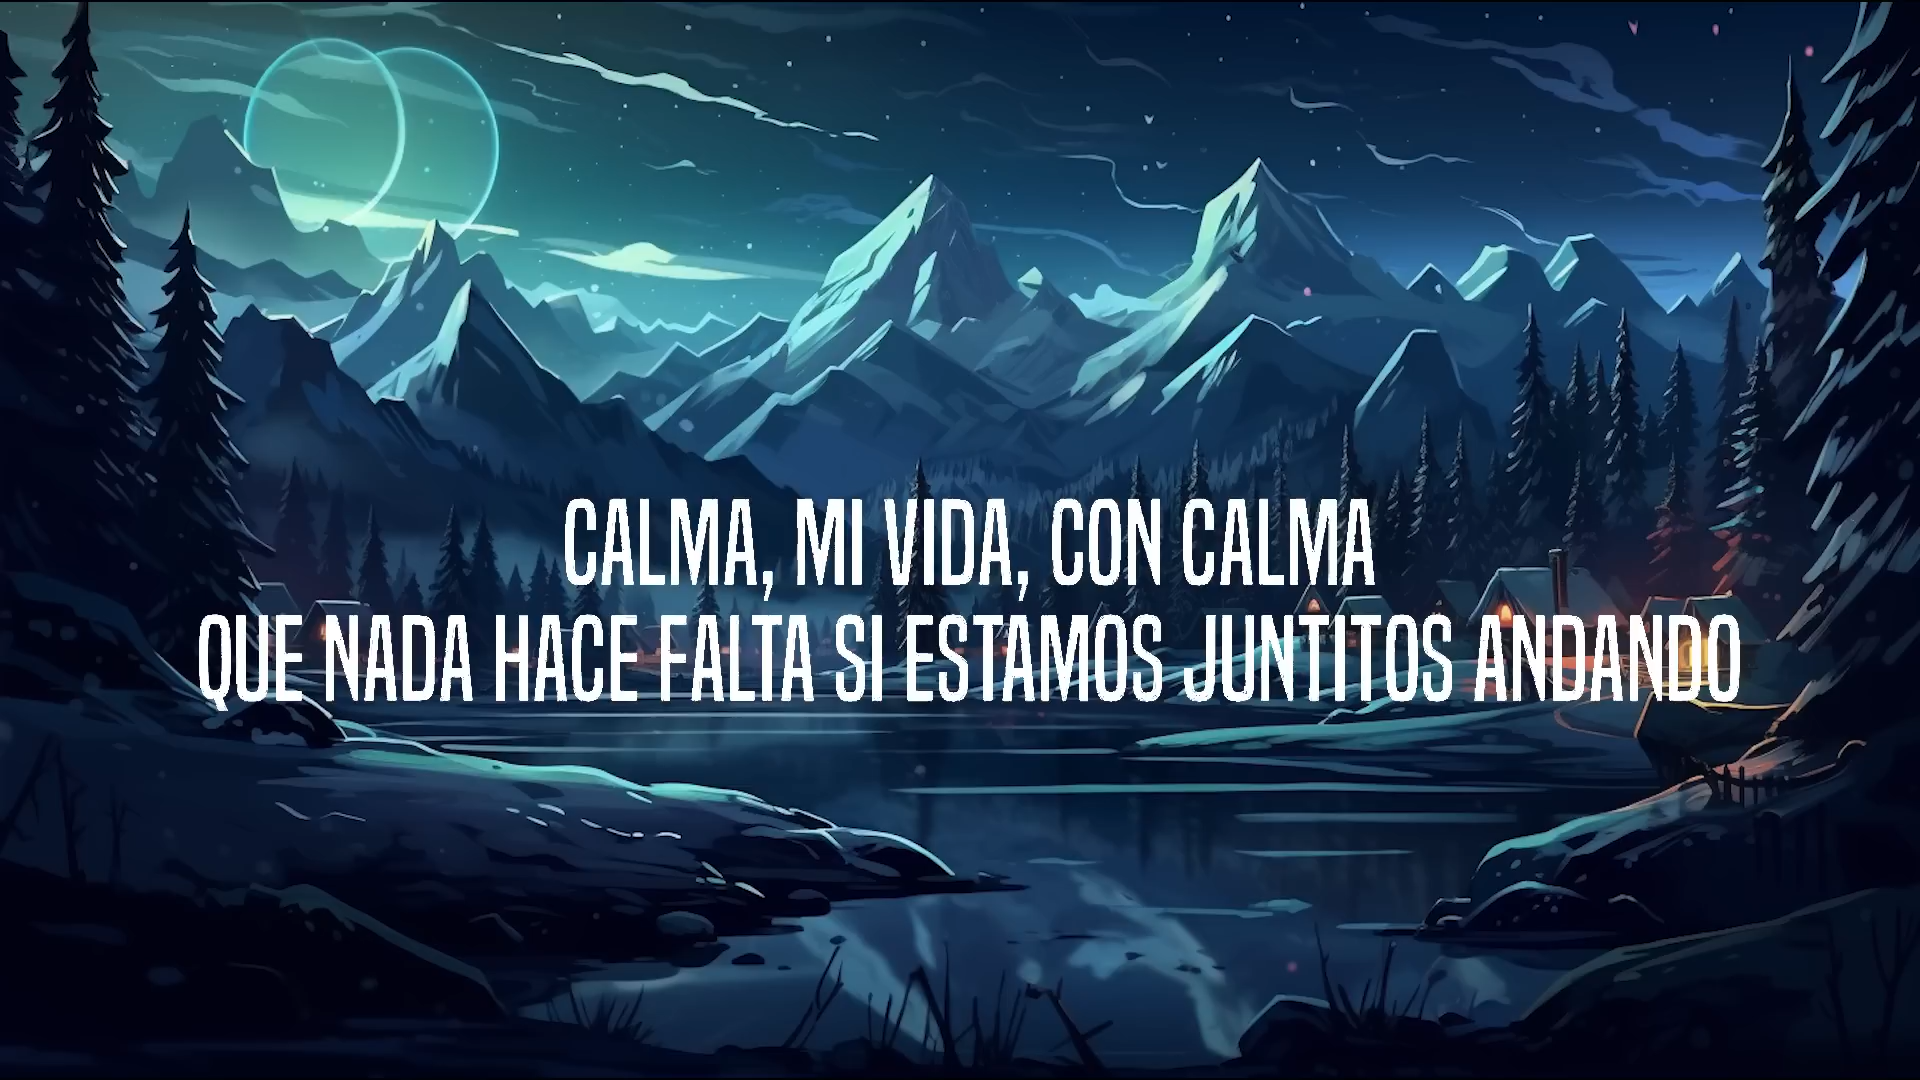 CALMA, MI VIDA, CON CALMA
QUE NADA HACE FALTA SI ESTAMOS JUNTITOS ANDANDO